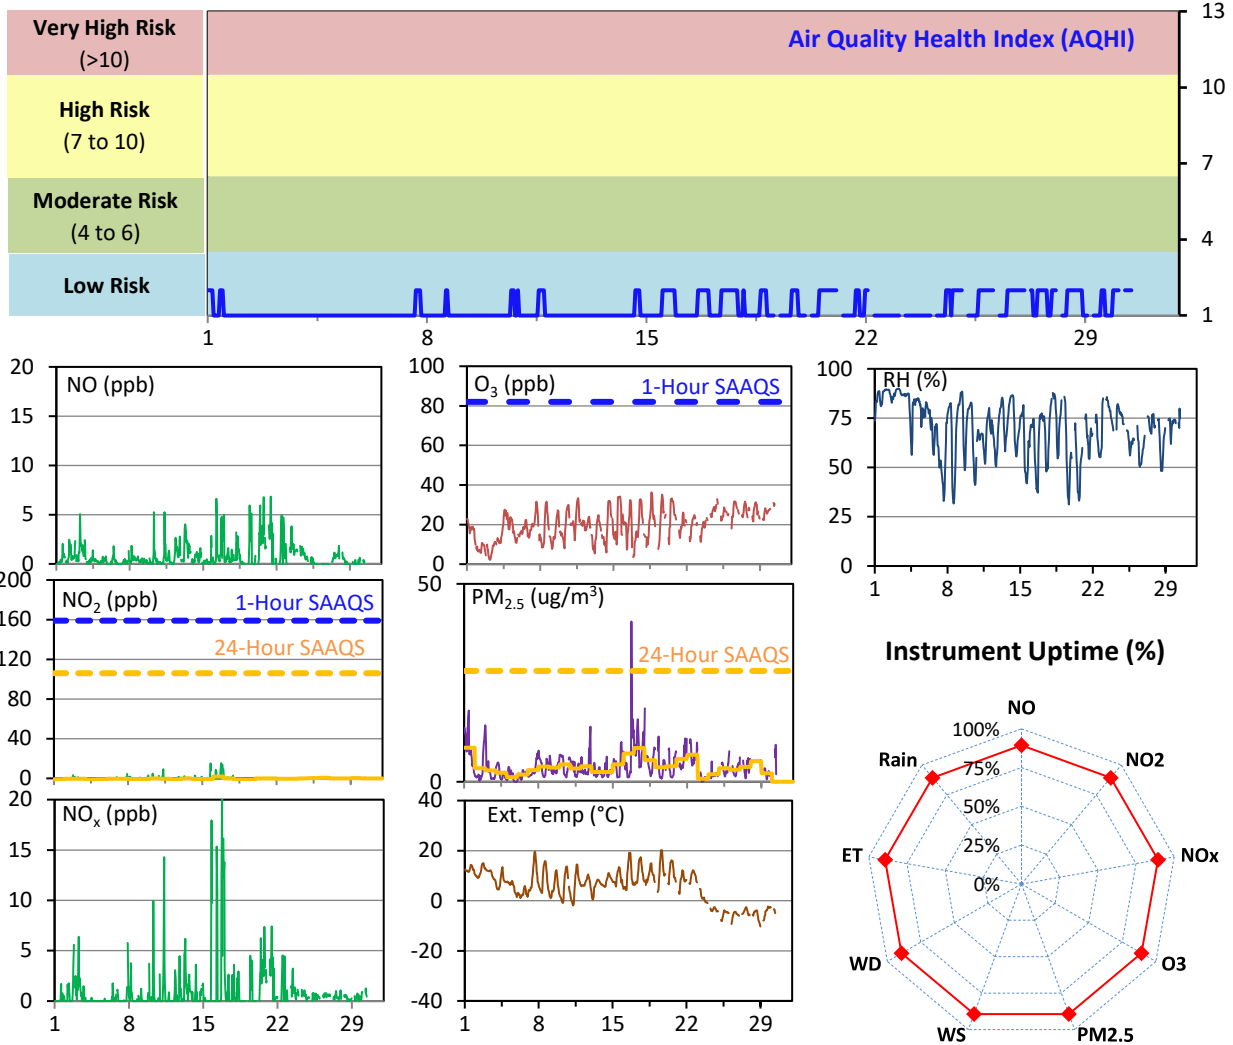 Very High Risk
(>10)
High Risk
(7 to 10)
Moderate Risk
(4 to 6)
Low Risk
Air Quality Health Index (AQHI)
13
10
7
4
1
1 8 15 22 29
NO (ppb)
20
15
10
5
0
O3 (ppb)
1-Hour SAAQS
100
80
60
40
20
0
RH (%)
100
75
50
25
0
1 8 15 22 29
NO2 (ppb)
1-Hour SAAQS
24-Hour SAAQS
200
160
120
80
40
0
PM2.5 (ug/m3)
24-Hour SAAQS
50
0
NOx (ppb)
20
15
10
5
0
1 8 15 22 29
Ext. Temp (°C)
40
20
0
-20
-40
1 8 15 22 29
Instrument Uptime (%)
NO
100%
75%
50%
25%
0%
NO2
NOx
O3
PM2.5
WS
WD
ET
Rain